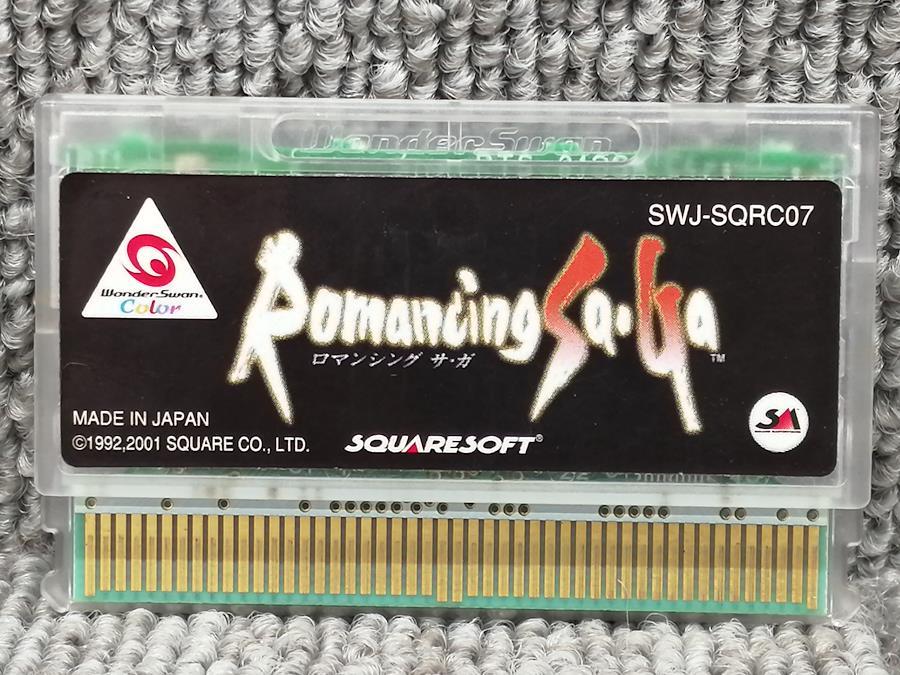 WonderSwan
SWJ-SQRC07
WonderSwan
Color
Romancing Sa·Ga
TM
ロマンシング サ・ガ
MADE IN JAPAN
©1992,2001 SQUARE CO., LTD.
SQUARESOFT®